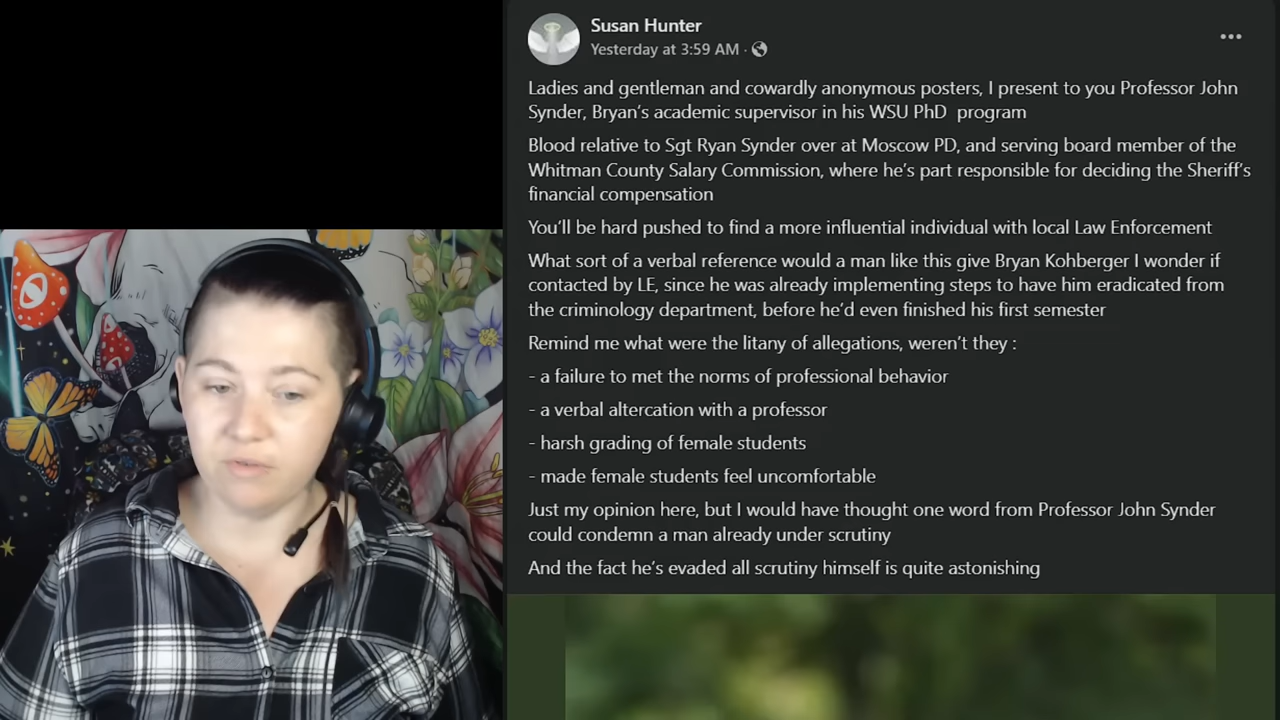 Susan Hunter
Yesterday at 3:59 AM ·
Ladies and gentleman and cowardly anonymous posters, I present to you Professor John
Synder, Bryan's academic supervisor in his WSU PhD program
Blood relative to Sgt Ryan Synder over at Moscow PD, and serving board member of the
Whitman County Salary Commission, where he's part responsible for deciding the Sheriff's
financial compensation
You'll be hard pushed to find a more influential individual with local Law Enforcement
What sort of a verbal reference would a man like this give Bryan Kohberger I wonder if
contacted by LE, since he was already implementing steps to have him eradicated from
the criminology department, before he'd even finished his first semester
Remind me what were the litany of allegations, weren't they :
- a failure to met the norms of professional behavior
- a verbal altercation with a professor
- harsh grading of female students
- made female students feel uncomfortable
Just my opinion here, but I would have thought one word from Professor John Synder
could condemn a man already under scrutiny
And the fact he's evaded all scrutiny himself is quite astonishing